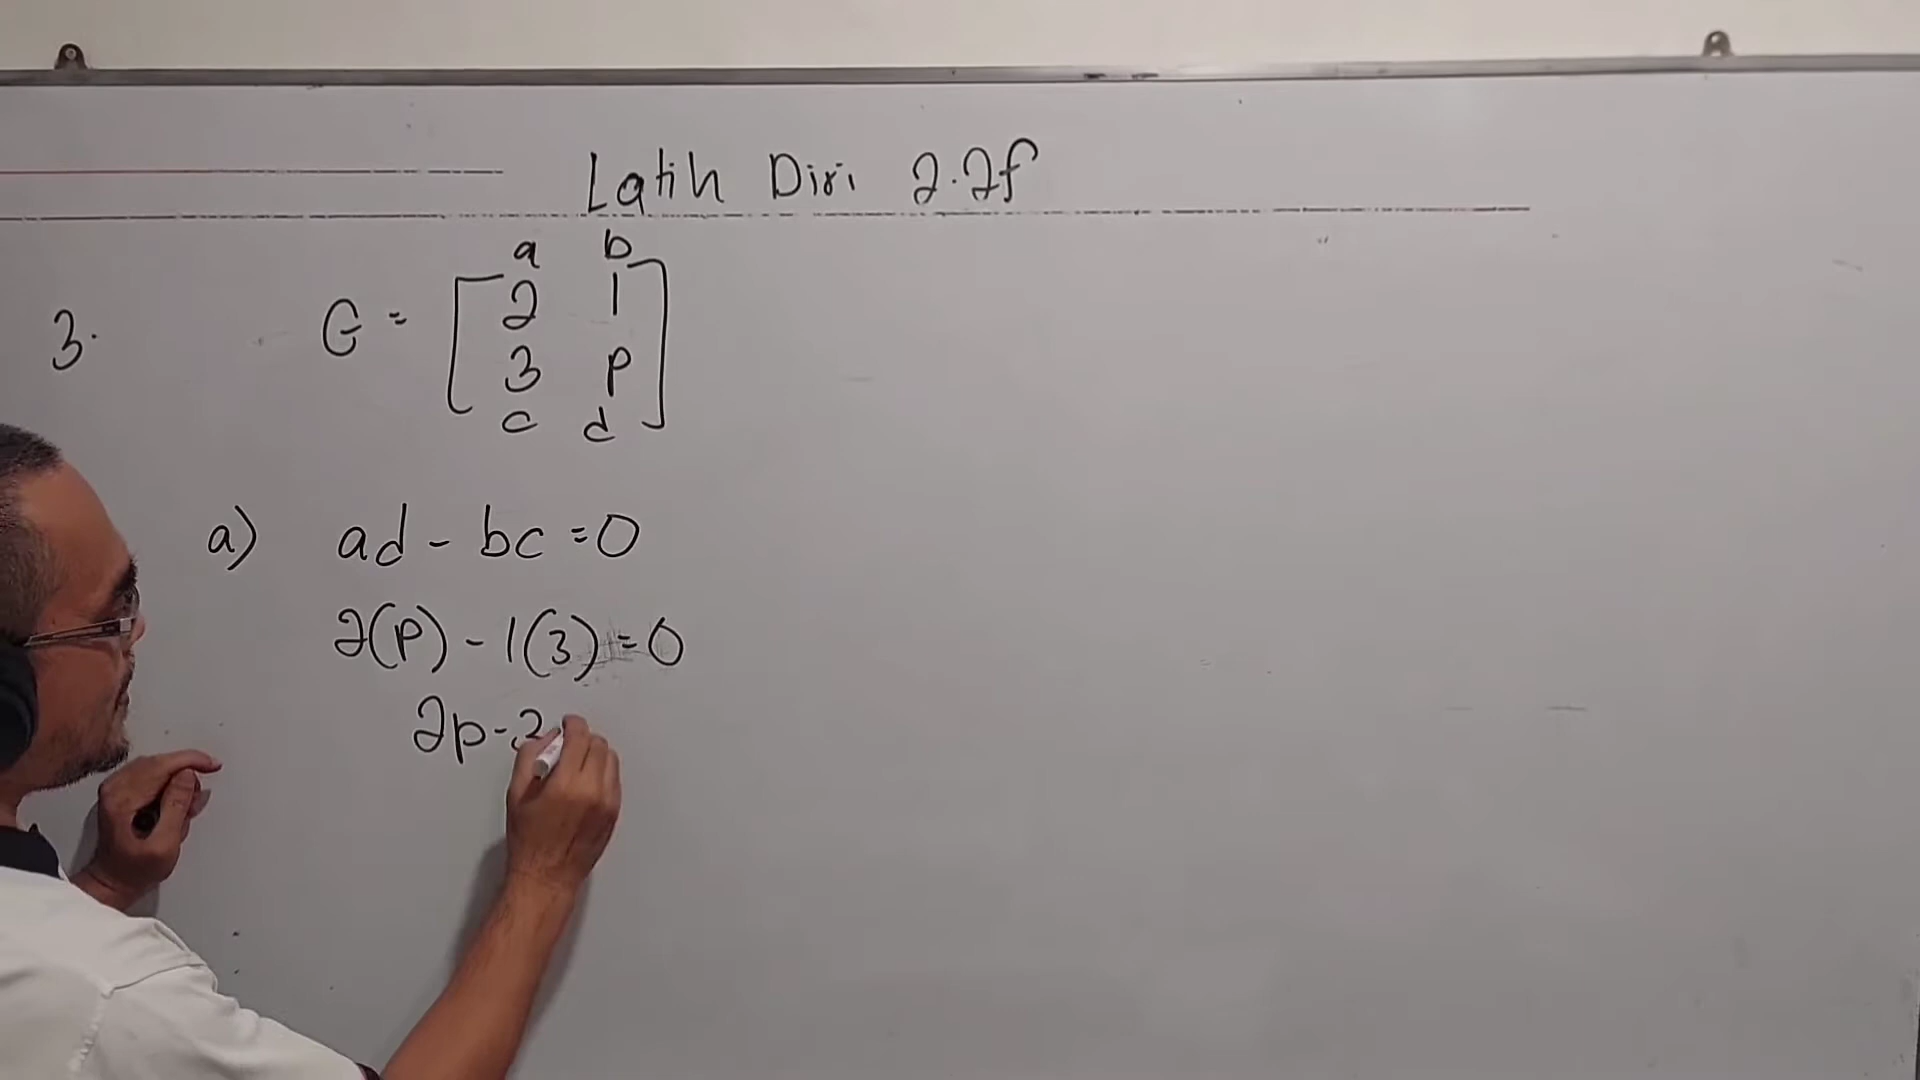 Latih Diri 2.2f
a b
3. G = [ 2 1
3 p ]
c d
a) ad - bc = 0
2(p) - 1(3) = 0
2p - 3